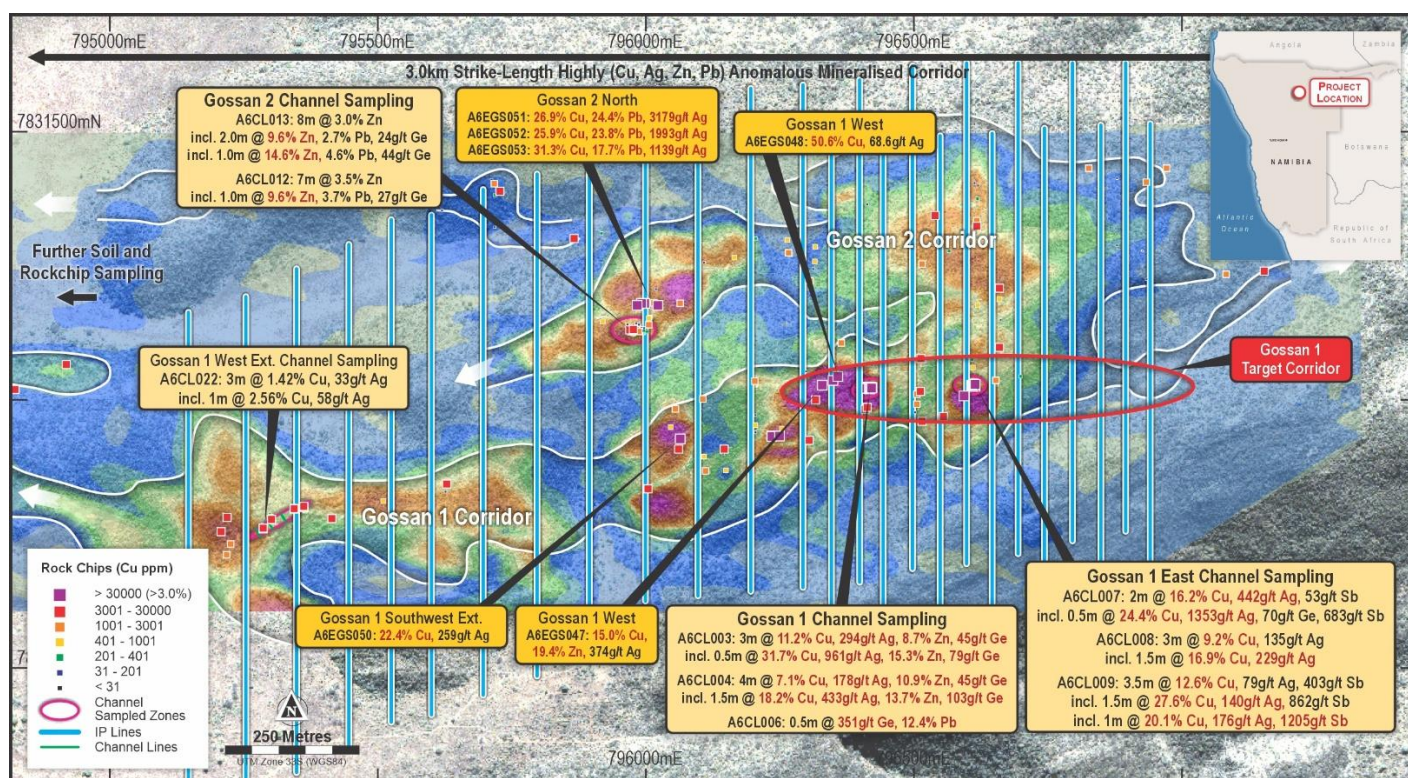 795000mE
795500mE
796000mE
796500mE
3.0km Strike-Length Highly (Cu, Ag, Zn, Pb) Anomalous Mineralised Corridor
7831500mN
Gossan 2 Channel Sampling
A6CL013: 8m @ 3.0% Zn
incl. 2.0m @ 9.6% Zn, 2.7% Pb, 24g/t Ge
incl. 1.0m @ 14.6% Zn, 4.6% Pb, 44g/t Ge
A6CL012: 7m @ 3.5% Zn
incl. 1.0m @ 9.6% Zn, 3.7% Pb, 27g/t Ge
Gossan 2 North
A6EGS051: 26.9% Cu, 24.4% Pb, 3179g/t Ag
A6EGS052: 25.9% Cu, 23.8% Pb, 1993g/t Ag
A6EGS053: 31.3% Cu, 17.7% Pb, 1139g/t Ag
Gossan 1 West
A6EGS048: 50.6% Cu, 68.6g/t Ag
Angola
Zambia
PROJECT
LOCATION
NAMIBIA
Botswana
Atlantic
Ocean
Republic of
South Africa
Further Soil and
Rockchip Sampling
Gossan 2 Corridor
Gossan 1
Target Corridor
Gossan 1 West Ext. Channel Sampling
A6CL022: 3m @ 1.42% Cu, 33g/t Ag
incl. 1m @ 2.56% Cu, 58g/t Ag
Gossan 1 Corridor
Gossan 1 Southwest Ext.
A6EGS050: 22.4% Cu, 259g/t Ag
Gossan 1 West
A6EGS047: 15.0% Cu,
19.4% Zn, 374g/t Ag
Gossan 1 Channel Sampling
A6CL003: 3m @ 11.2% Cu, 294g/t Ag, 8.7% Zn, 45g/t Ge
incl. 0.5m @ 31.7% Cu, 961g/t Ag, 15.3% Zn, 79g/t Ge
A6CL004: 4m @ 7.1% Cu, 178g/t Ag, 10.9% Zn, 45g/t Ge
incl. 1.5m @ 18.2% Cu, 433g/t Ag, 13.7% Zn, 103g/t Ge
A6CL006: 0.5m @ 351g/t Ge, 12.4% Pb
Gossan 1 East Channel Sampling
A6CL007: 2m @ 16.2% Cu, 442g/t Ag, 53g/t Sb
incl. 0.5m @ 24.4% Cu, 1353g/t Ag, 70g/t Ge, 683g/t Sb
A6CL008: 3m @ 9.2% Cu, 135g/t Ag
incl. 1.5m @ 16.9% Cu, 229g/t Ag
A6CL009: 3.5m @ 12.6% Cu, 79g/t Ag, 403g/t Sb
incl. 1.5m @ 27.6% Cu, 140g/t Ag, 862g/t Sb
incl. 1m @ 20.1% Cu, 176g/t Ag, 1205g/t Sb
Rock Chips (Cu ppm)
> 30000 (>3.0%)
3001 - 30000
1001 - 3001
401 - 1001
201 - 401
31 - 201
< 31
Channel
Sampled Zones
IP Lines
Channel Lines
N
250 Metres
UTM Zone 33S (WGS84)
796000mE